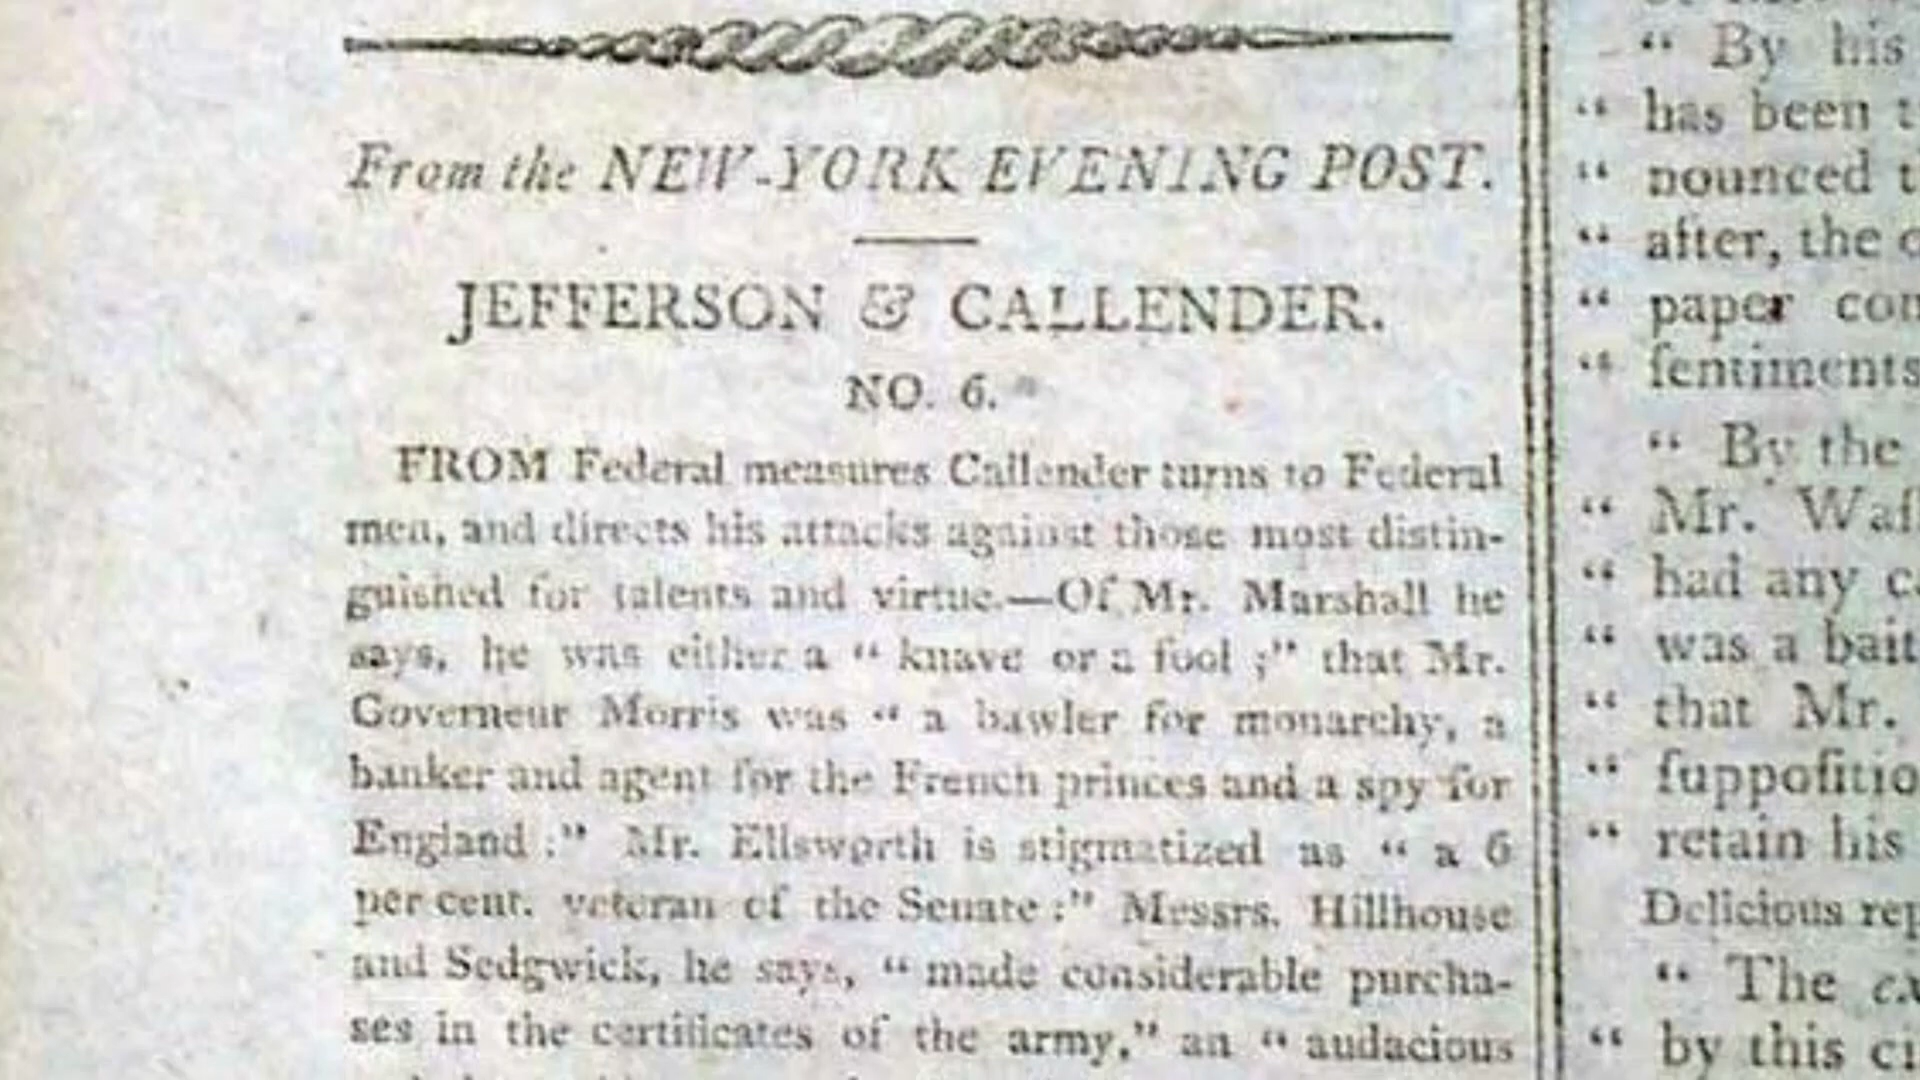 From the NEW-YORK EVENING POST.
JEFFERSON & CALLENDER.
NO. 6.
FROM Federal measures Callender turns to Federal
men, and directs his attacks against those most distin-
guished for talents and virtue.—Of Mr. Marshall he
says, he was either a “ knave or a fool ;” that Mr.
Governeur Morris was “ a bawler for monarchy, a
banker and agent for the French princes and a spy for
England :” Mr. Ellsworth is stigmatized as “ a 6
per cent. veteran of the Senate :” Messrs. Hillhouse
and Sedgwick, he says, “ made considerable purcha-
ses in the certificates of the army,” an “ audacious
“ By his
“ has been
“ nounced
“ after, the
“ paper
“ ſentiments
“ By the
“ Mr.
“ had any
“ was a bait
“ that Mr.
“
“ retain his
Delicious
“ The
“ by this